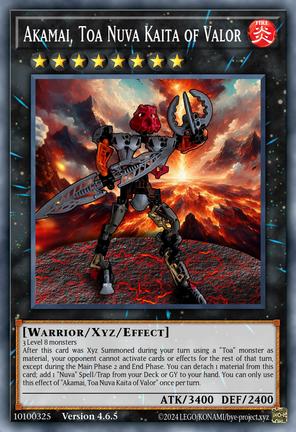 Akamai, Toa Nuva Kaita of Valor
FIRE
炎
[Warrior/Xyz/Effect]
3 Level 8 monsters
After this card was Xyz Summoned during your turn using a "Toa" monster as
material, your opponent cannot activate cards or effects for the rest of that turn,
except during the Main Phase 2 and End Phase. You can detach 1 material from this
card; add 1 "Nuva" Spell/Trap from your Deck or GY to your hand. You can only use
this effect of "Akamai, Toa Nuva Kaita of Valor" once per turn.
ATK/3400 DEF/2400
10100325 Version 4.6.5 ©2024LEGO/KONAMI/bye-project.xyz